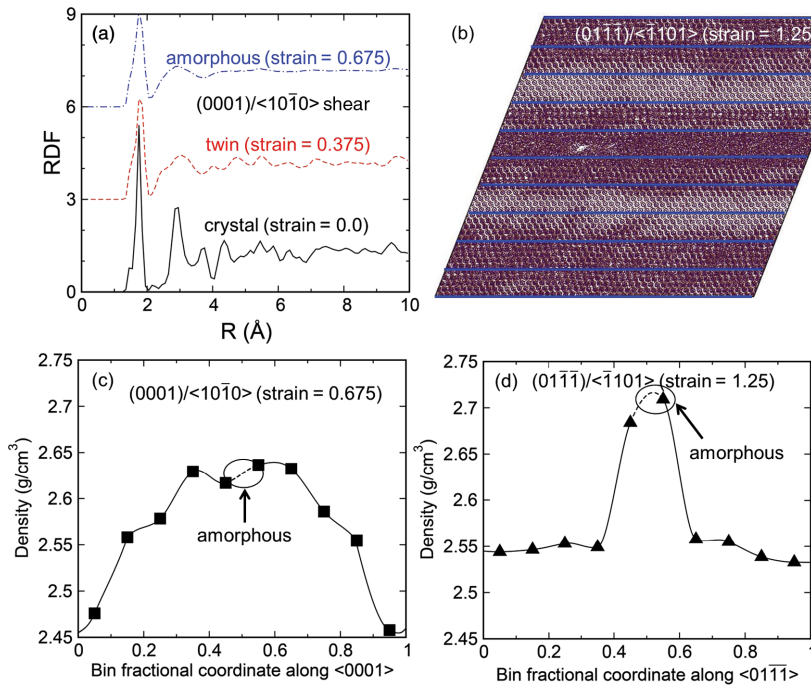 (a)
9
6
3
0
RDF
amorphous (strain = 0.675)
(0001)/<101̅0> shear
twin (strain = 0.375)
crystal (strain = 0.0)
0 2 4 6 8 10
R (Å)
(b)
(011̅1̅)/<1̅101> (strain = 1.25
(c)
(0001)/<101̅0> (strain = 0.675)
2.75
2.7
2.65
2.6
2.55
2.5
2.45
Density (g/cm³)
amorphous
0 0.2 0.4 0.6 0.8 1
Bin fractional coordinate along <0001>
(d)
(011̅1̅)/<1̅101> (strain = 1.25)
2.75
2.7
2.65
2.6
2.55
2.5
2.45
Density (g/cm³)
amorphous
0 0.2 0.4 0.6 0.8 1
Bin fractional coordinate along <011̅1̅>